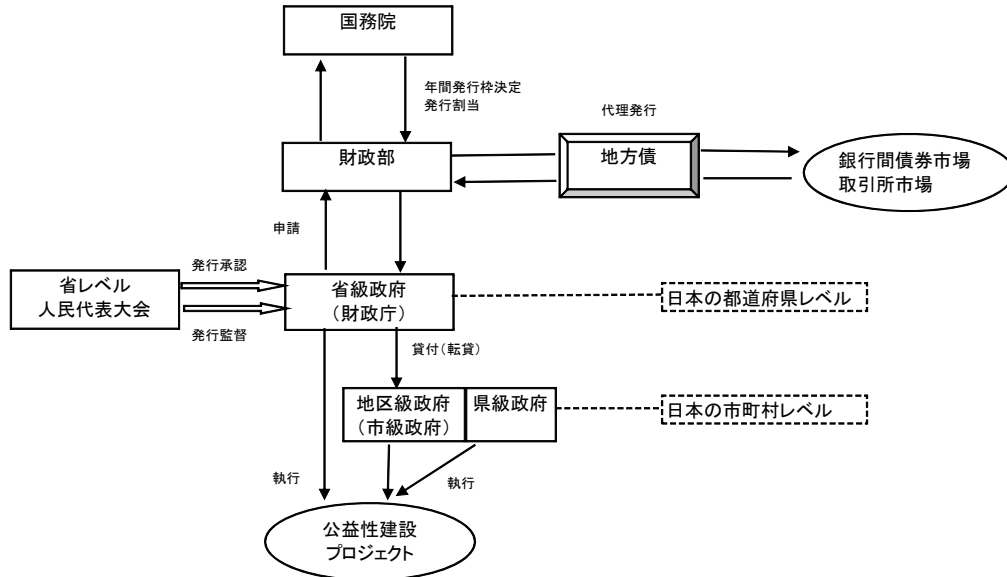 国務院
年間発行枠決定
発行割当
代理発行
財政部
地方債
銀行間債券市場
取引所市場
申請
発行承認
省レベル
人民代表大会
省級政府
(財政庁)
日本の都道府県レベル
発行監督
貸付(転貸)
地区級政府
(市級政府)
県級政府
日本の市町村レベル
執行
執行
公益性建設
プロジェクト